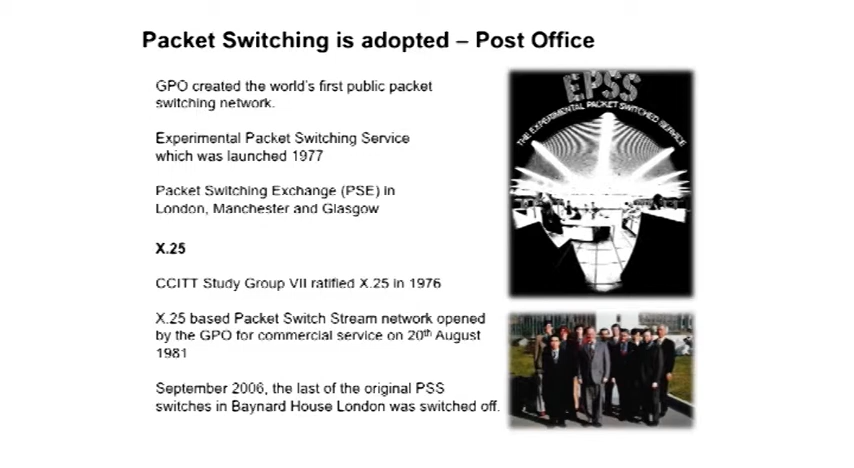 Packet Switching is adopted – Post Office
GPO created the world's first public packet
switching network.
Experimental Packet Switching Service
which was launched 1977
Packet Switching Exchange (PSE) in
London, Manchester and Glasgow
X.25
CCITT Study Group VII ratified X.25 in 1976
X.25 based Packet Switch Stream network opened
by the GPO for commercial service on 20th August
1981
September 2006, the last of the original PSS
switches in Baynard House London was switched off.
EPSS
THE EXPERIMENTAL PACKET SWITCHED SERVICE